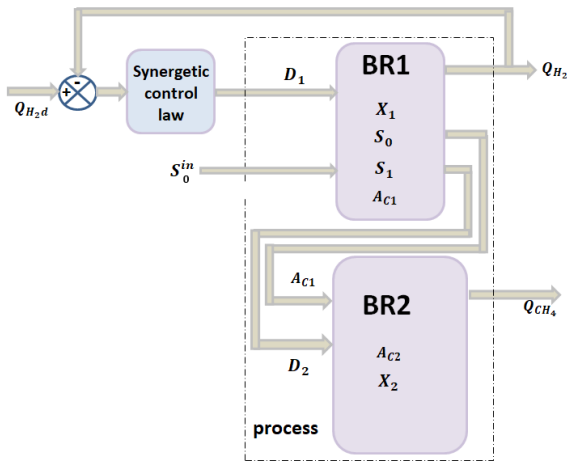 Synergetic
control
law
+
-
Q_{H_2d}
D_1
S_0^{in}
BR1
X_1
S_0
S_1
A_{C1}
Q_{H_2}
A_{C1}
D_2
BR2
A_{C2}
X_2
Q_{CH_4}
process